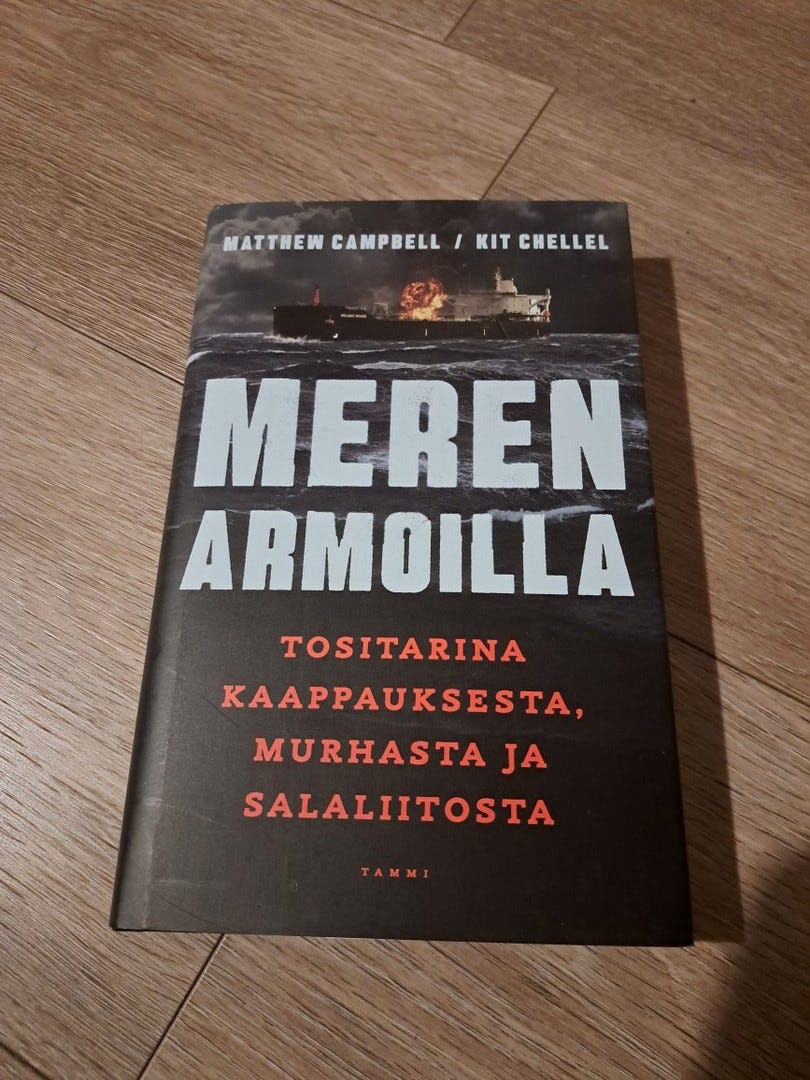 MATTHEW CAMPBELL / KIT CHELLEL
MEREN
ARMOILLA
TOSITARINA
KAAPPAUKSESTA,
MURHASTA JA
SALALIITOSTA
TAMMI